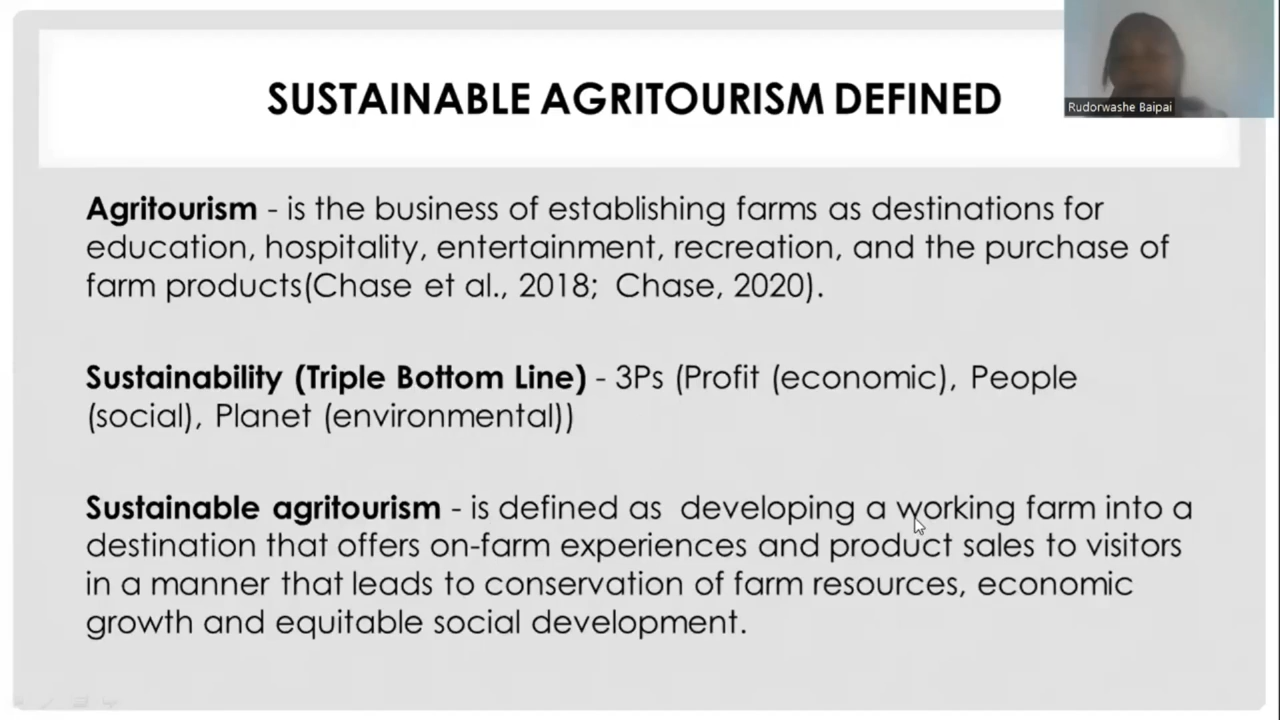 SUSTAINABLE AGRITOURISM DEFINED
Rudorwashe Baipai
Agritourism - is the business of establishing farms as destinations for
education, hospitality, entertainment, recreation, and the purchase of
farm products(Chase et al., 2018;  Chase, 2020).
Sustainability (Triple Bottom Line) - 3Ps (Profit (economic), People
(social), Planet (environmental))
Sustainable agritourism - is defined as  developing a working farm into a
destination that offers on-farm experiences and product sales to visitors
in a manner that leads to conservation of farm resources, economic
growth and equitable social development.